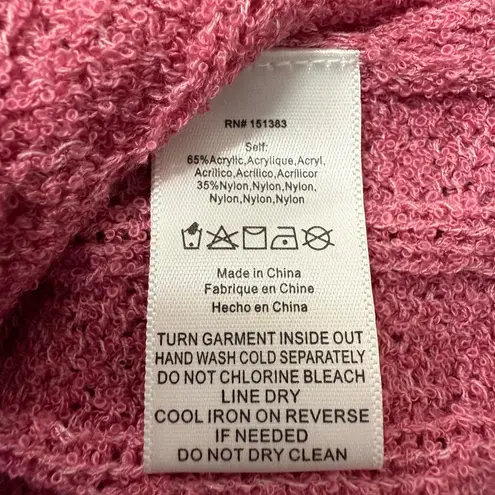 RN# 151383
Self:
65%Acrylic,Acrylique,Acryl,
Acrilico,Acrílico,Acrílicor
35%Nylon,Nylon,Nylon,
Nylon,Nylon,Nylon
Made in China
Fabrique en Chine
Hecho en China
TURN GARMENT INSIDE OUT
HAND WASH COLD SEPARATELY
DO NOT CHLORINE BLEACH
LINE DRY
COOL IRON ON REVERSE
IF NEEDED
DO NOT DRY CLEAN